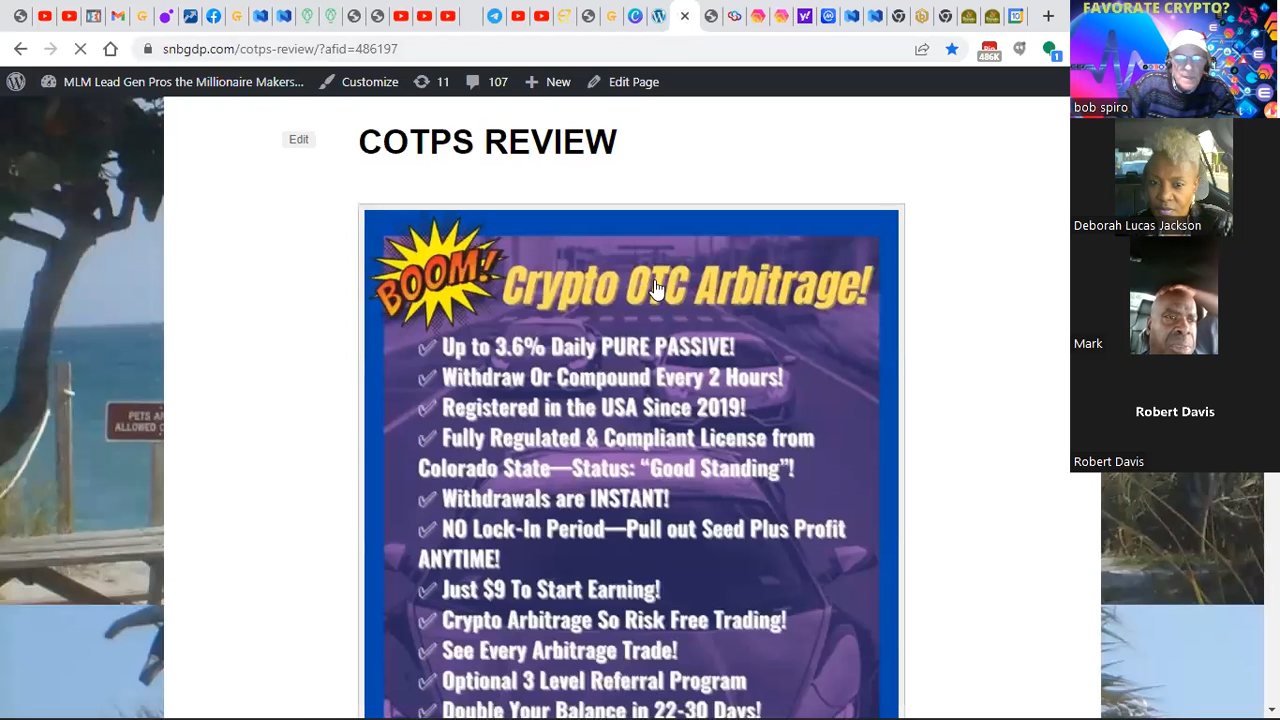 snbgdp.com/cotps-review/?afid=486197
486K
1
MLM Lead Gen Pros the Millionaire Makers...
Customize
11
107
New
Edit Page
Edit
COTPS REVIEW
BOOM!
Crypto OTC Arbitrage!
Up to 3.6% Daily PURE PASSIVE!
Withdraw Or Compound Every 2 Hours!
Registered in the USA Since 2019!
Fully Regulated & Compliant License from
Colorado State—Status: “Good Standing”!
Withdrawals are INSTANT!
NO Lock-In Period—Pull out Seed Plus Profit
ANYTIME!
Just $9 To Start Earning!
Crypto Arbitrage So Risk Free Trading!
See Every Arbitrage Trade!
Optional 3 Level Referral Program
Double Your Balance in 22-30 Days!
PETS
ALLOWED
FAVORATE CRYPTO?
bob spiro
Deborah Lucas Jackson
Mark
Robert Davis
Robert Davis